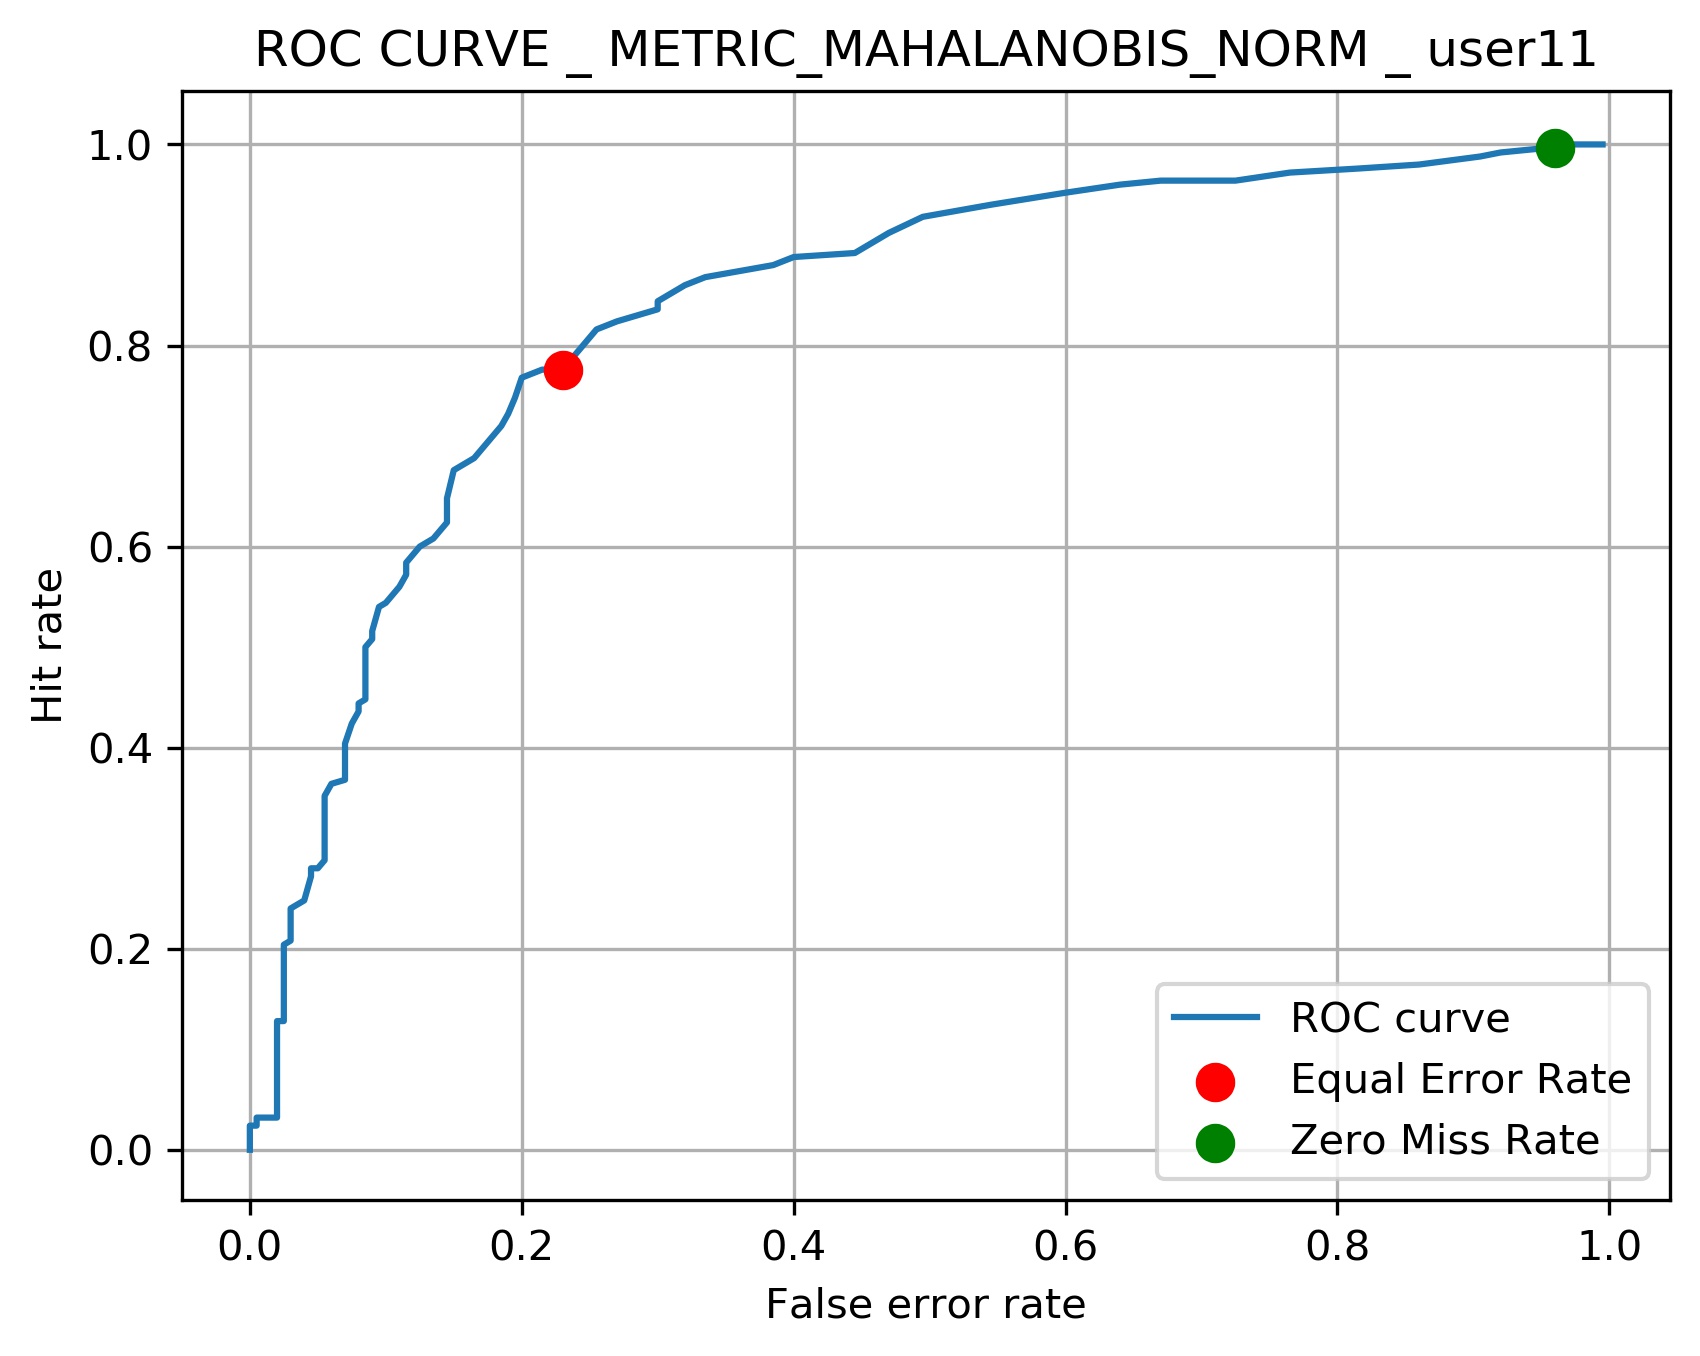 ROC CURVE _ METRIC_MAHALANOBIS_NORM _ user11
1.0
0.8
0.6
0.4
0.2
0.0
Hit rate
ROC curve
Equal Error Rate
Zero Miss Rate
0.0 0.2 0.4 0.6 0.8 1.0
False error rate